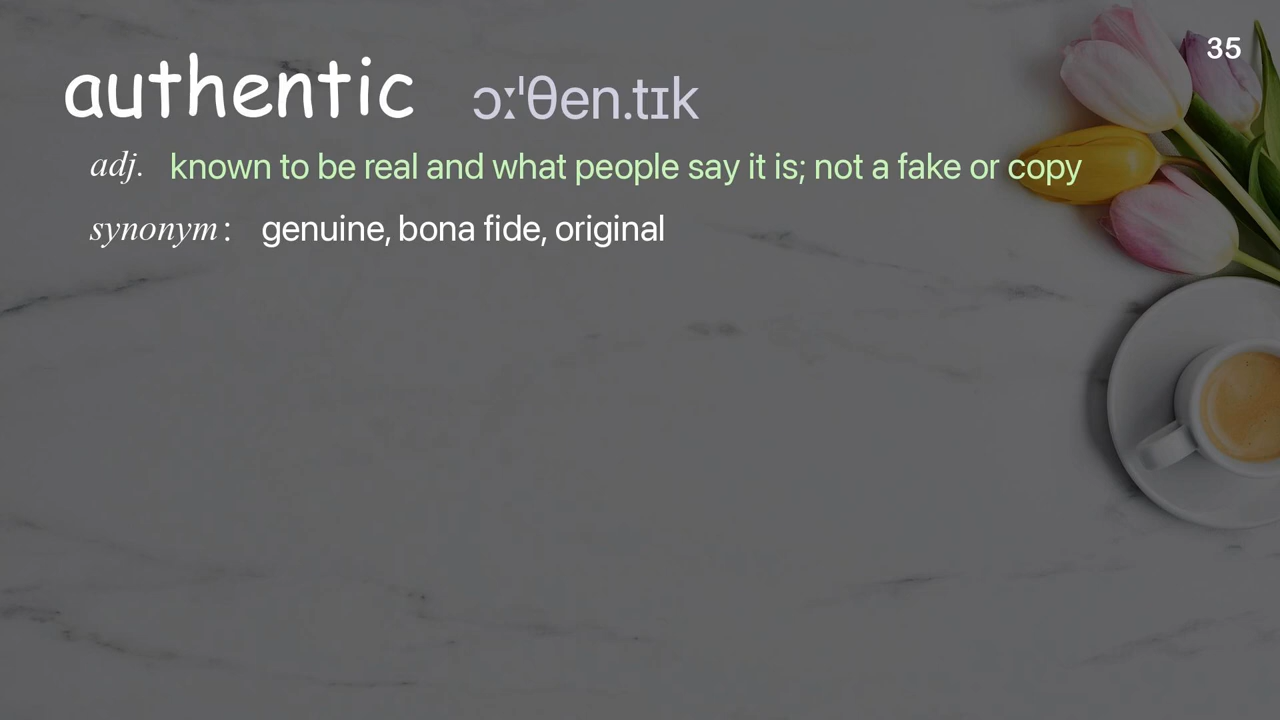 35
authentic ɔːˈθen.tɪk
adj. known to be real and what people say it is; not a fake or copy
synonym: genuine, bona fide, original